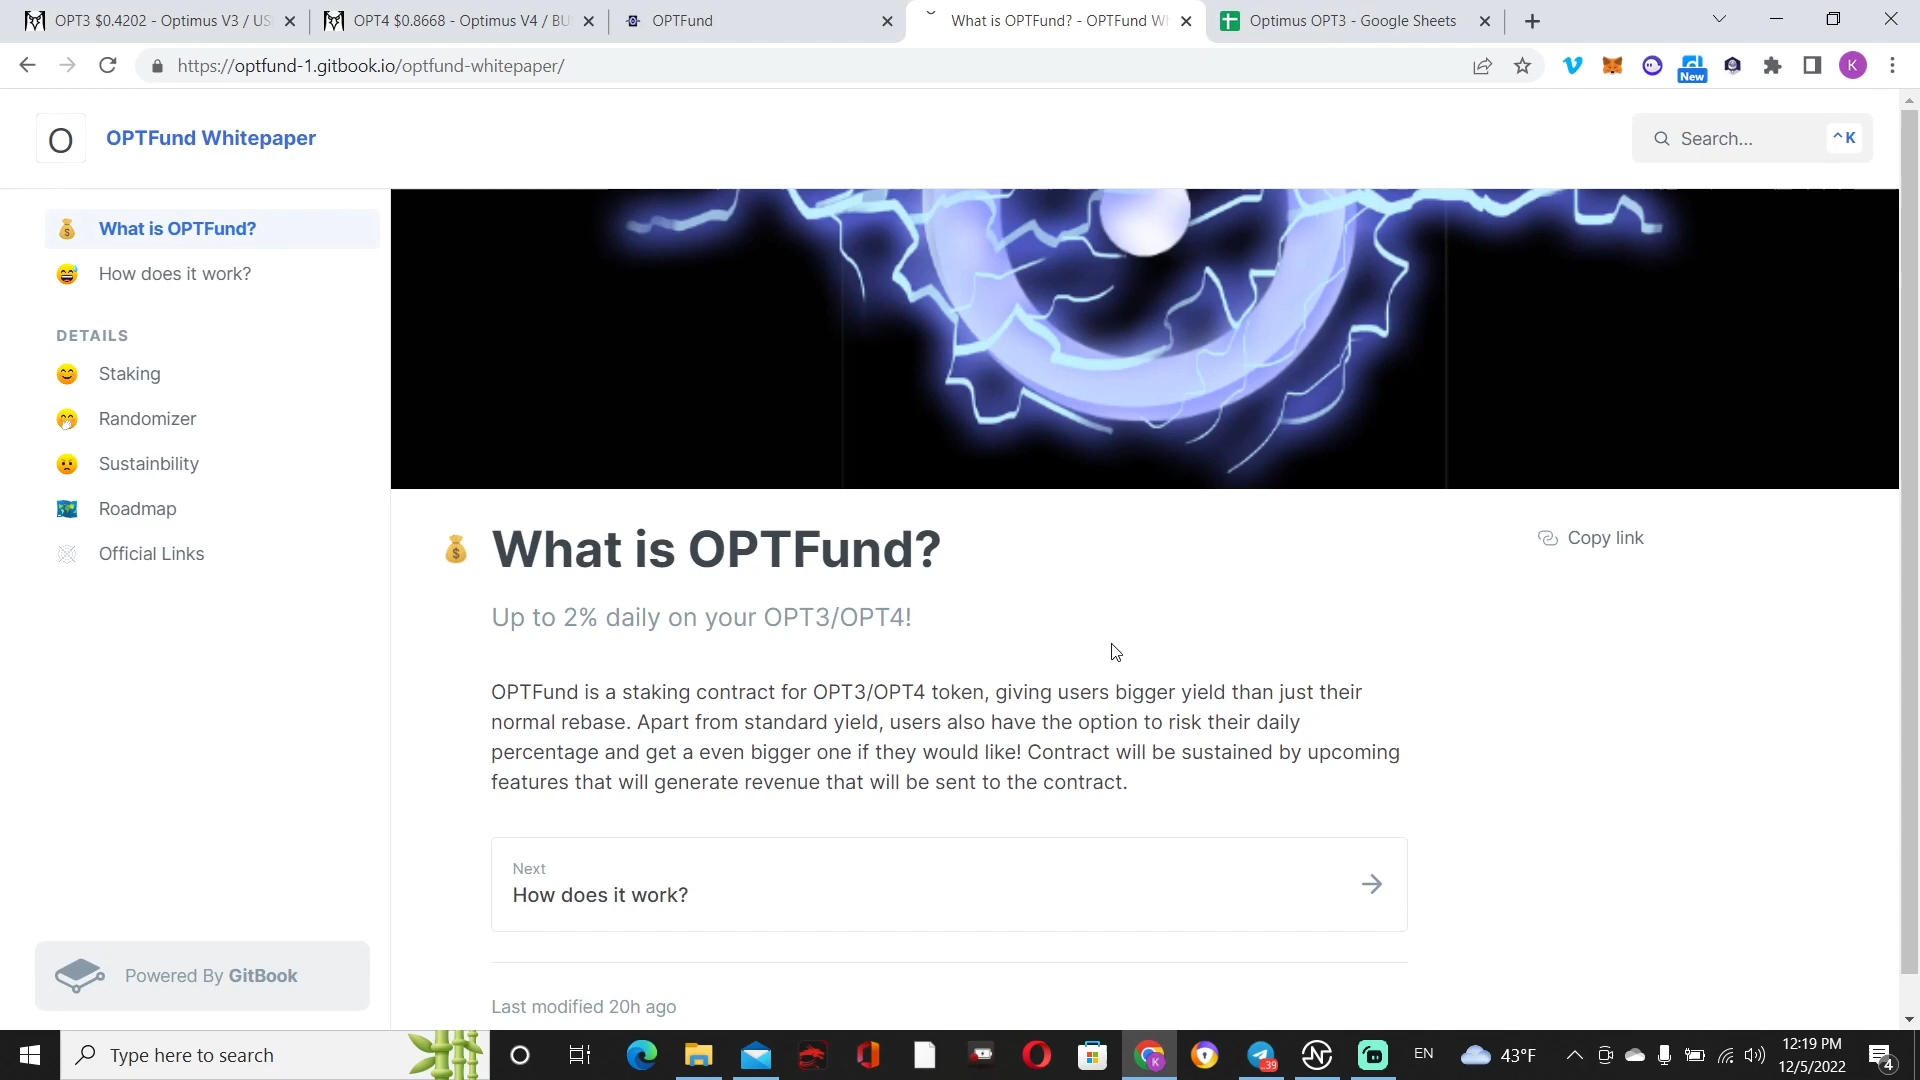 OPT3 $0.4202 - Optimus V3 / US
OPT4 $0.8668 - Optimus V4 / BU
OPTFund
What is OPTFund? - OPTFund Wh
Optimus OPT3 - Google Sheets
https://optfund-1.gitbook.io/optfund-whitepaper/
New
K
O
OPTFund Whitepaper
Search...
^K
What is OPTFund?
How does it work?
DETAILS
Staking
Randomizer
Sustainbility
Roadmap
Official Links
Powered By GitBook
What is OPTFund?
Copy link
Up to 2% daily on your OPT3/OPT4!
OPTFund is a staking contract for OPT3/OPT4 token, giving users bigger yield than just their
normal rebase. Apart from standard yield, users also have the option to risk their daily
percentage and get a even bigger one if they would like! Contract will be sustained by upcoming
features that will generate revenue that will be sent to the contract.
Next
How does it work?
Last modified 20h ago
Type here to search
K
39
EN
43°F
12:19 PM
12/5/2022
4